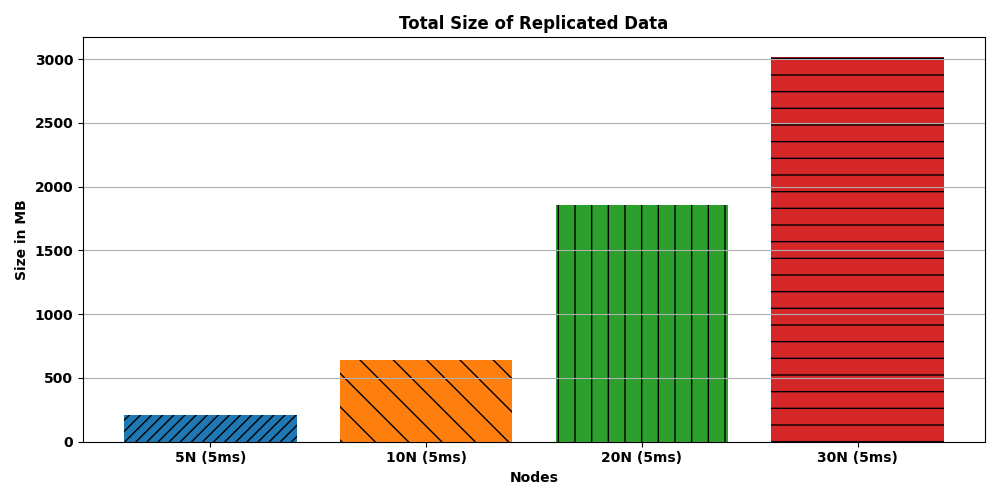 Total Size of Replicated Data
Size in MB
3000
2500
2000
1500
1000
500
0
5N (5ms)
10N (5ms)
20N (5ms)
30N (5ms)
Nodes